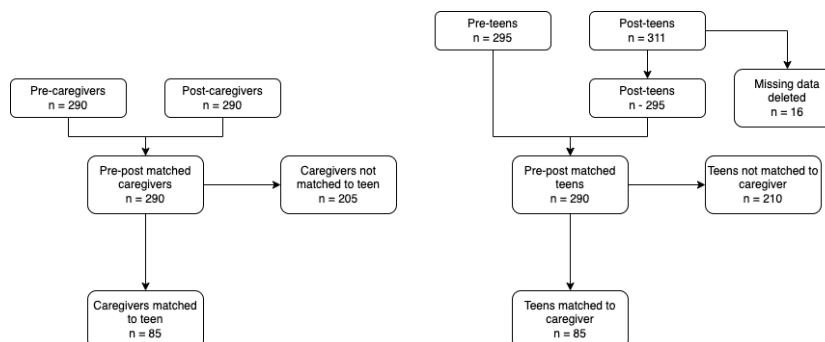 Pre-caregivers
n = 290
Post-caregivers
n = 290
Pre-post matched
caregivers
n = 290
Caregivers not
matched to teen
n = 205
Caregivers matched
to teen
n = 85
Pre-teens
n = 295
Post-teens
n = 311
Post-teens
n - 295
Missing data
deleted
n = 16
Pre-post matched
teens
n = 290
Teens not matched to
caregiver
n = 210
Teens matched to
caregiver
n = 85